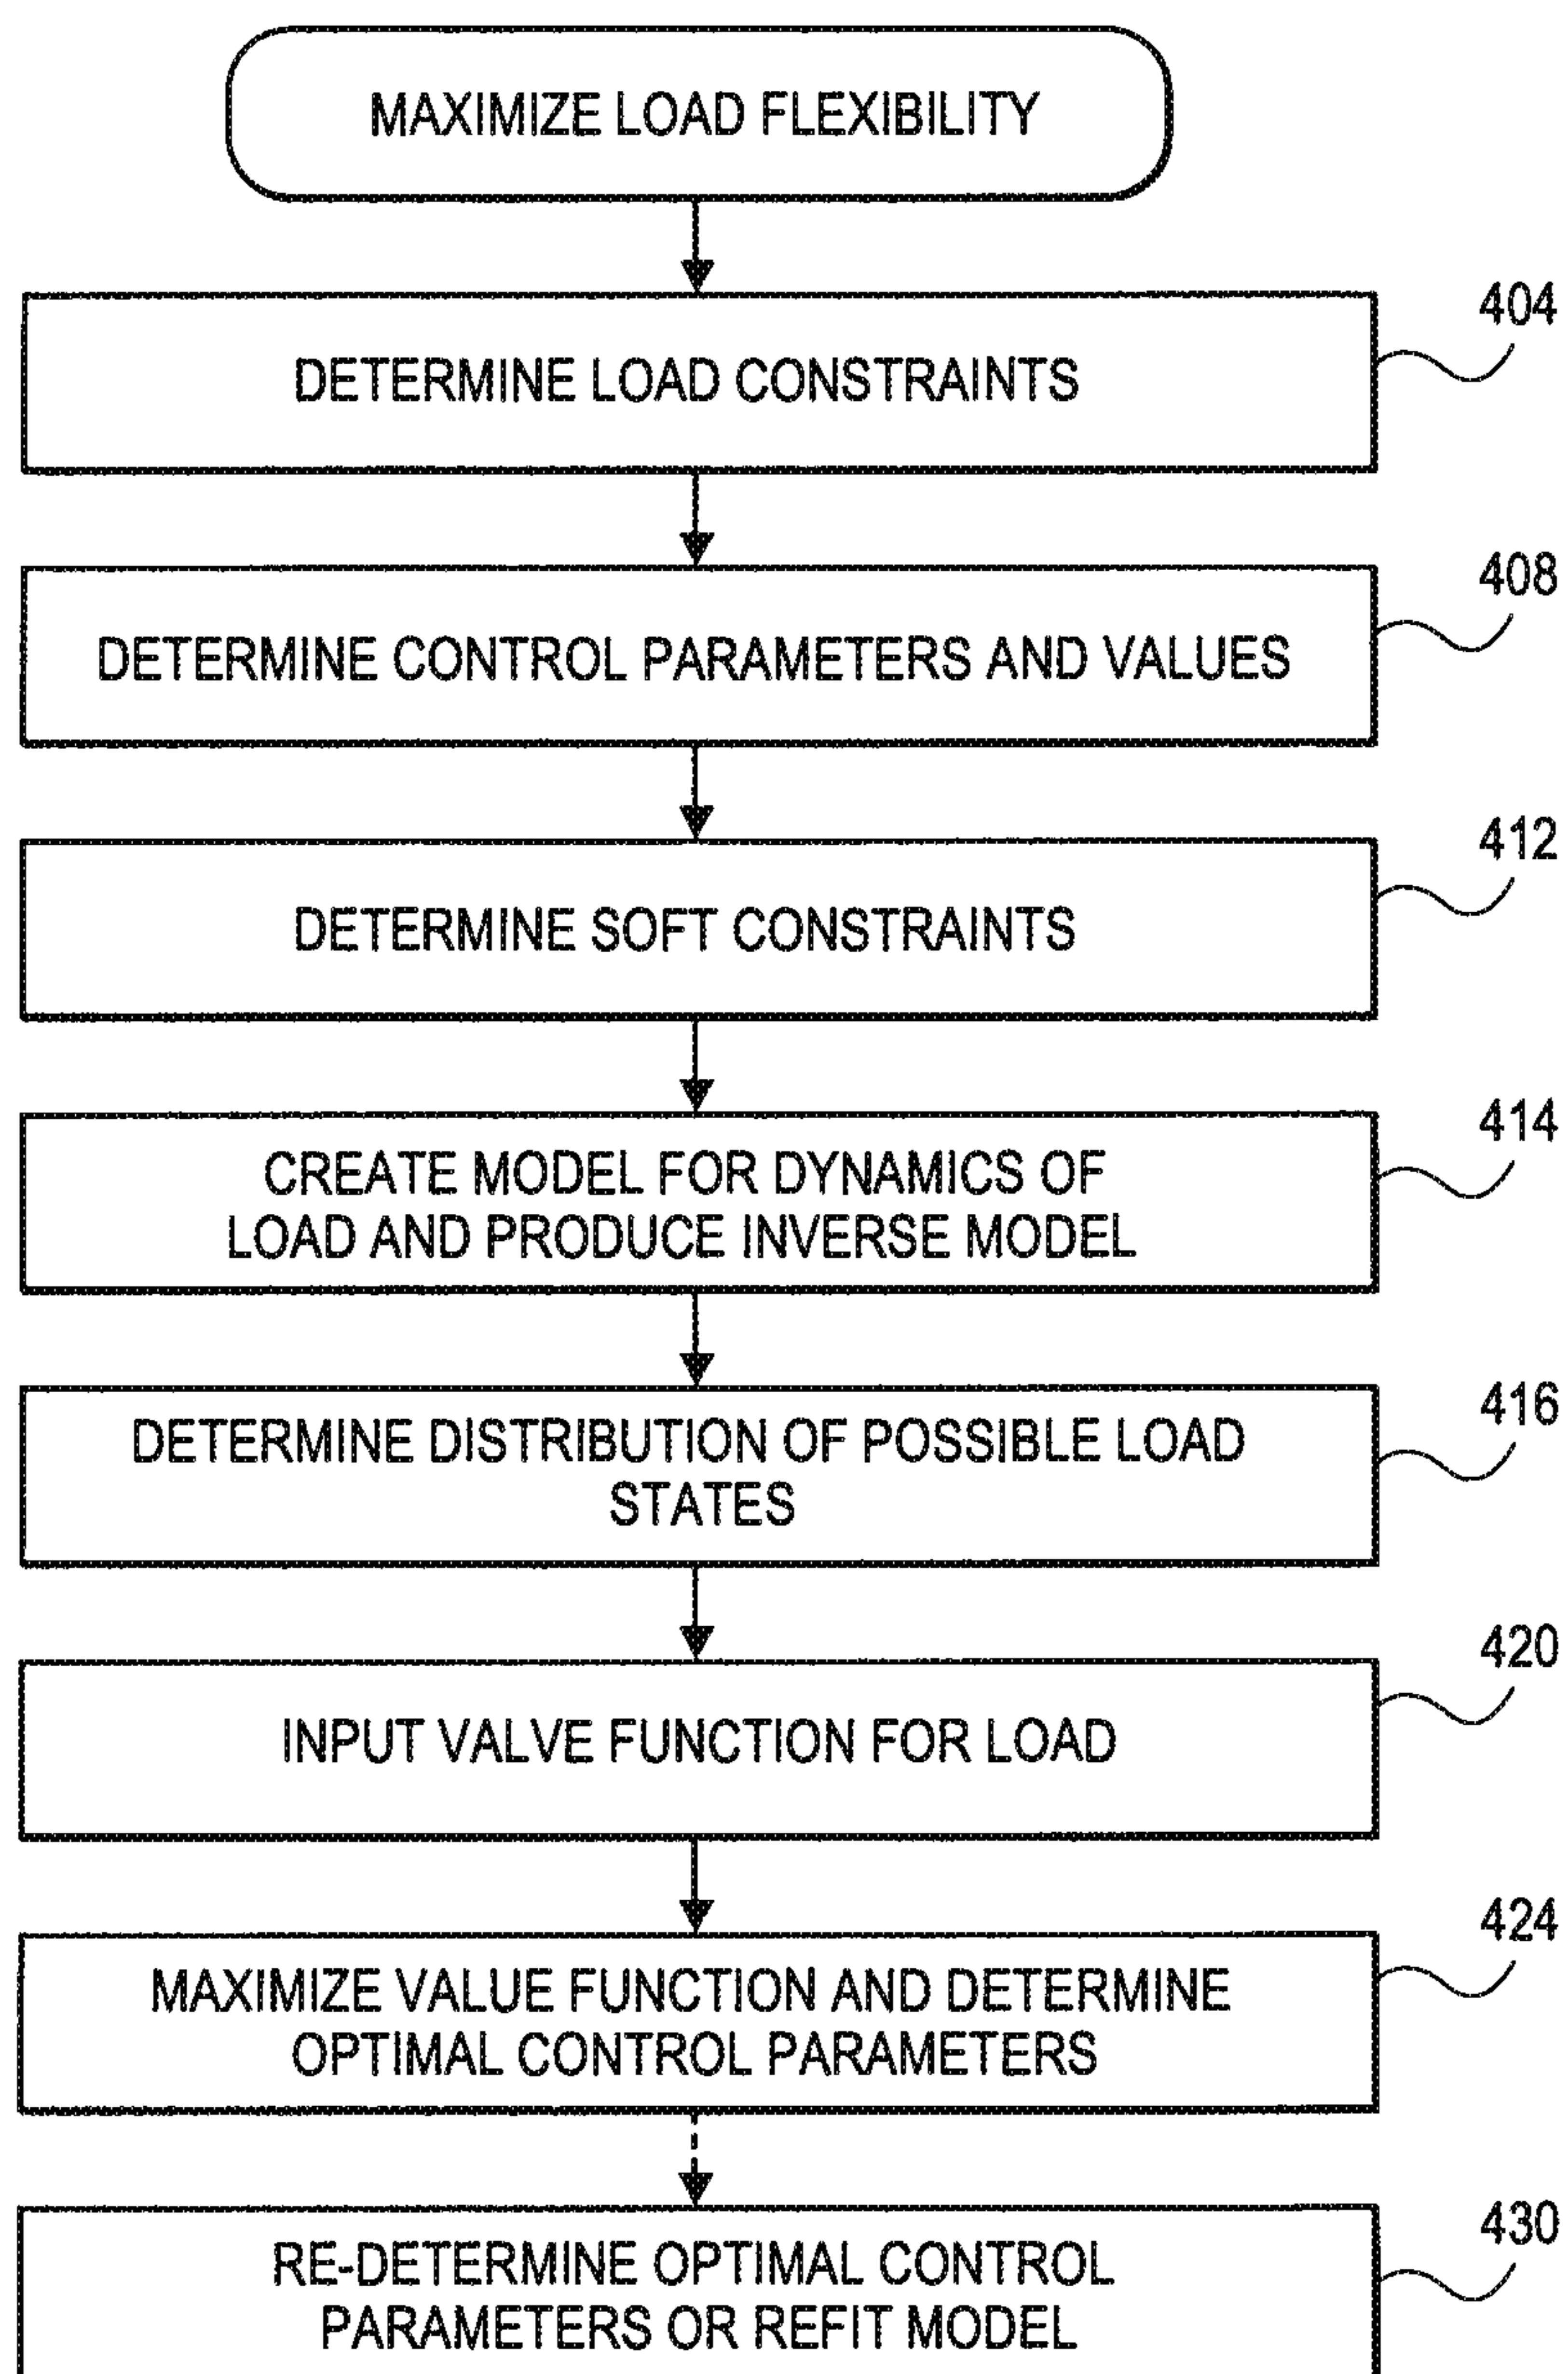 MAXIMIZE LOAD FLEXIBILITY
404
DETERMINE LOAD CONSTRAINTS
408
DETERMINE CONTROL PARAMETERS AND VALUES
412
DETERMINE SOFT CONSTRAINTS
414
CREATE MODEL FOR DYNAMICS OF
LOAD AND PRODUCE INVERSE MODEL
416
DETERMINE DISTRIBUTION OF POSSIBLE LOAD
STATES
420
INPUT VALVE FUNCTION FOR LOAD
424
MAXIMIZE VALUE FUNCTION AND DETERMINE
OPTIMAL CONTROL PARAMETERS
430
RE-DETERMINE OPTIMAL CONTROL
PARAMETERS OR REFIT MODEL